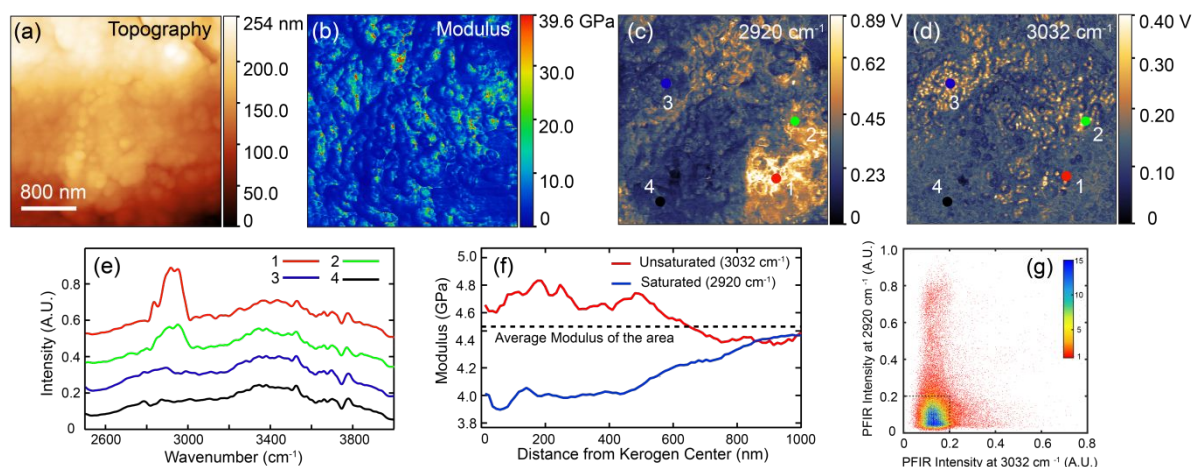 (a) Topography
254 nm
200.0
150.0
100.0
50.0
0
800 nm
(b) Modulus
39.6 GPa
30.0
20.0
10.0
0
(c) 2920 cm⁻¹
0.89 V
0.62
0.45
0.23
0
3
2
4
1
(d) 3032 cm⁻¹
0.40 V
0.30
0.20
0.10
0
3
2
4
1
(e)
1 2
3 4
Intensity (A.U.)
0.8
0.6
0.4
0.2
0
2500 3000 3400 3800
Wavenumber (cm⁻¹)
(f)
Unsaturated (3032 cm⁻¹)
Saturated (2920 cm⁻¹)
Average Modulus of the area
Modulus (GPa)
4.8
4.6
4.4
4.2
4.0
3.8
0 200 400 600 800 1000
Distance from Kerogen Center (nm)
(g)
15
10
5
1
PFIR Intensity at 2920 cm⁻¹ (A.U.)
1.0
0.8
0.6
0.4
0.2
0
0 0.2 0.4 0.6 0.8
PFIR Intensity at 3032 cm⁻¹ (A.U.)